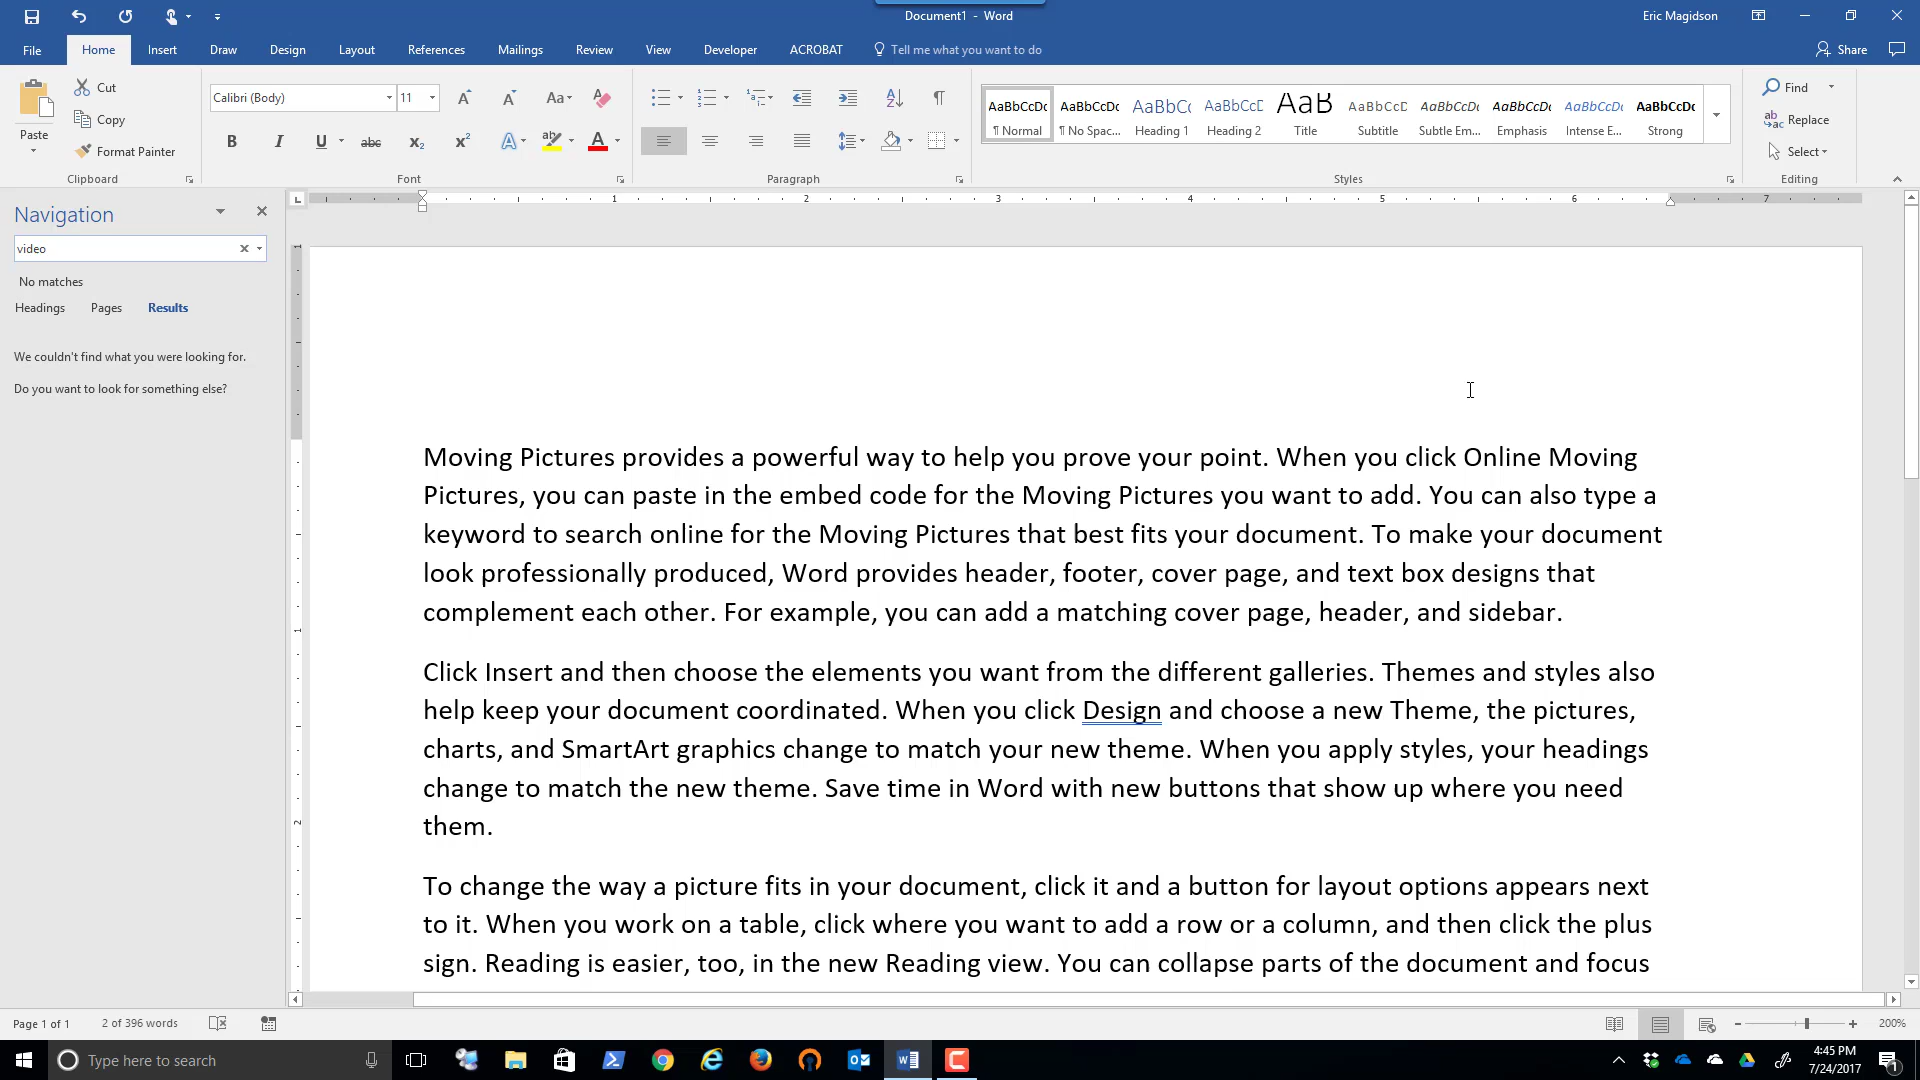 Document1 - Word
Eric Magidson
File Home Insert Draw Design Layout References Mailings Review View Developer ACROBAT Tell me what you want to do Share
Paste
Cut
Copy
Format Painter
Clipboard
Calibri (Body) 11 Aa
B I U abc x₂ x² A ab A
Font
Paragraph
AaBbCcDc AaBbCcDc AaBbCc AaBbCcD AaB AaBbCcD AaBbCcDc AaBbCcDc AaBbCcDc AaBbCcDc
¶ Normal ¶ No Spac... Heading 1 Heading 2 Title Subtitle Subtle Em... Emphasis Intense E... Strong
Styles
Find
Replace
Select
Editing
Navigation
video
No matches
Headings Pages Results
We couldn't find what you were looking for.
Do you want to look for something else?
1 2 3 4 5 6 7
Moving Pictures provides a powerful way to help you prove your point. When you click Online Moving
Pictures, you can paste in the embed code for the Moving Pictures you want to add. You can also type a
keyword to search online for the Moving Pictures that best fits your document. To make your document
look professionally produced, Word provides header, footer, cover page, and text box designs that
complement each other. For example, you can add a matching cover page, header, and sidebar.
Click Insert and then choose the elements you want from the different galleries. Themes and styles also
help keep your document coordinated. When you click Design and choose a new Theme, the pictures,
charts, and SmartArt graphics change to match your new theme. When you apply styles, your headings
change to match the new theme. Save time in Word with new buttons that show up where you need
them.
To change the way a picture fits in your document, click it and a button for layout options appears next
to it. When you work on a table, click where you want to add a row or a column, and then click the plus
sign. Reading is easier, too, in the new Reading view. You can collapse parts of the document and focus
Page 1 of 1 2 of 396 words 200%
Type here to search
4:45 PM
7/24/2017